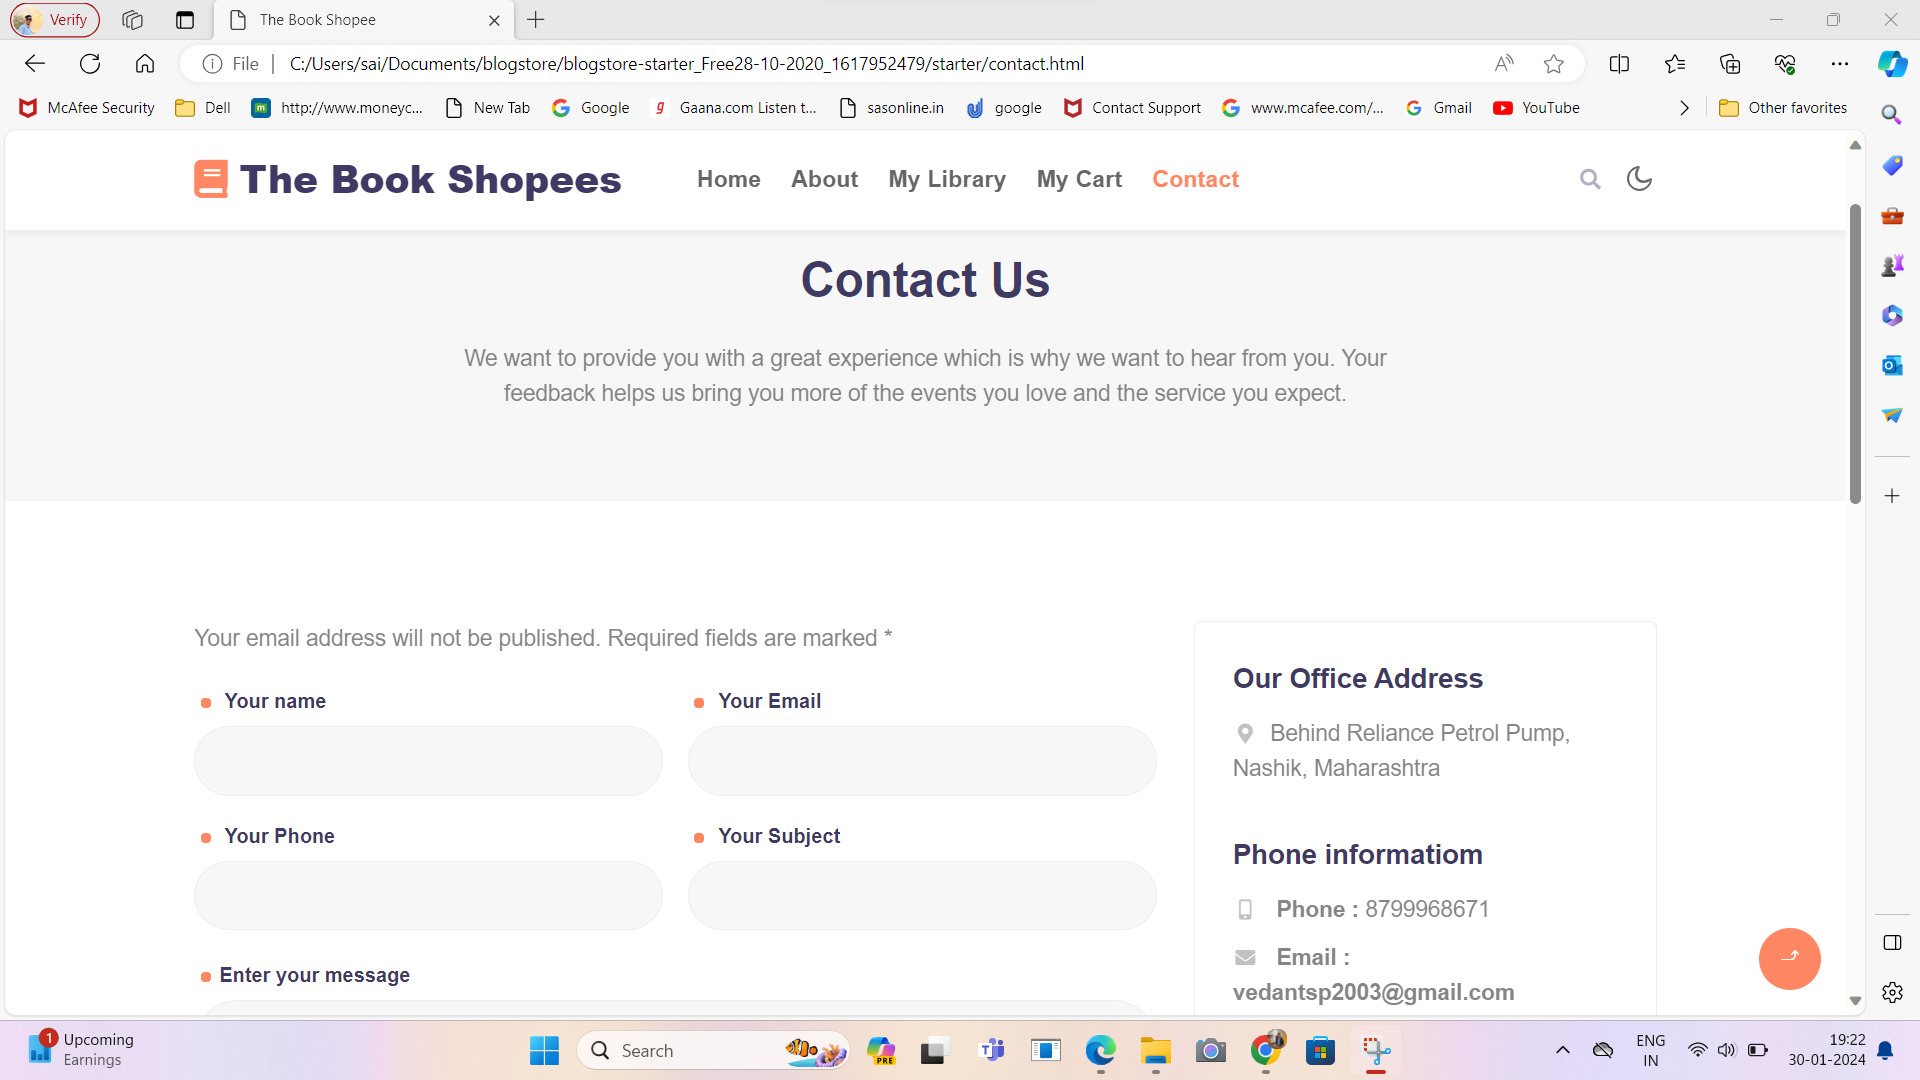 Verify
The Book Shopee
File
C:/Users/sai/Documents/blogstore/blogstore-starter_Free28-10-2020_1617952479/starter/contact.html
McAfee Security Dell http://www.moneyc... New Tab Google Gaana.com Listen t... sasonline.in google Contact Support www.mcafee.com/... Gmail YouTube Other favorites
The Book Shopees
Home About My Library My Cart Contact
Contact Us
We want to provide you with a great experience which is why we want to hear from you. Your
feedback helps us bring you more of the events you love and the service you expect.
Your email address will not be published. Required fields are marked *
Your name Your Email
Your Phone Your Subject
Enter your message
Our Office Address
Behind Reliance Petrol Pump,
Nashik, Maharashtra
Phone informatiom
Phone : 8799968671
Email :
vedantsp2003@gmail.com
1
Upcoming
Earnings
Search
PRE
ENG
IN
19:22
30-01-2024